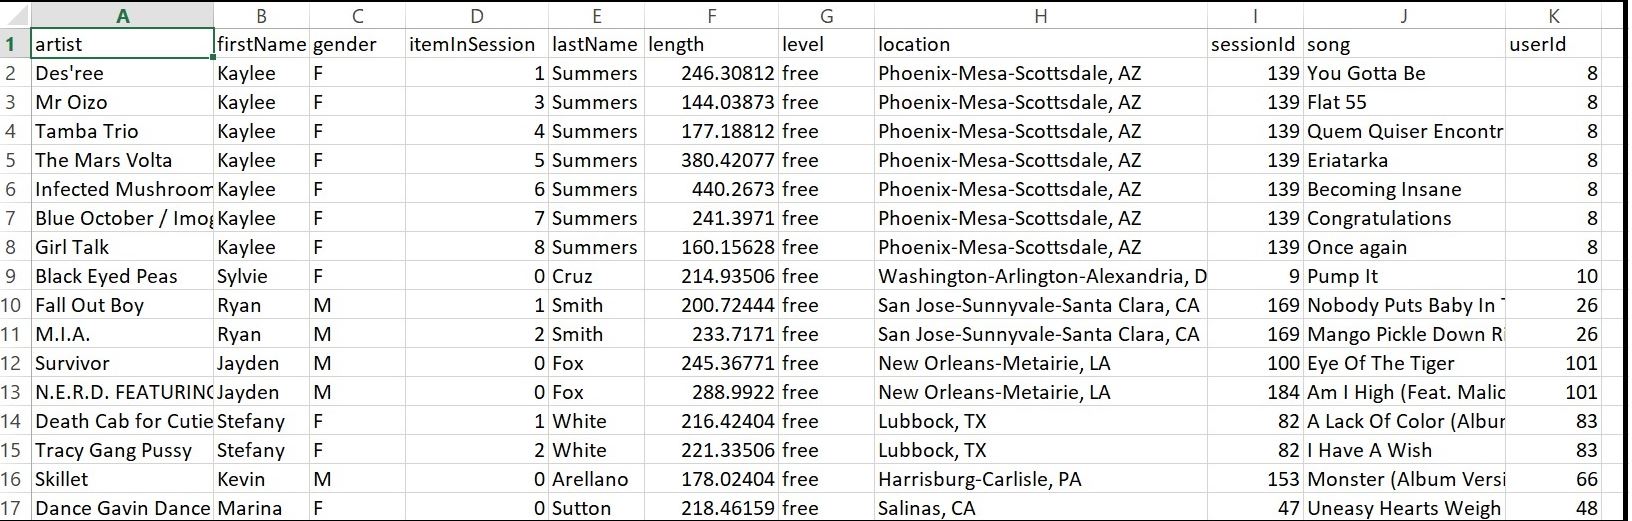 A B C D E F G H I J K
1 artist firstName gender itemInSession lastName length level location sessionId song userId
2 Des'ree Kaylee F 1 Summers 246.30812 free Phoenix-Mesa-Scottsdale, AZ 139 You Gotta Be 8
3 Mr Oizo Kaylee F 3 Summers 144.03873 free Phoenix-Mesa-Scottsdale, AZ 139 Flat 55 8
4 Tamba Trio Kaylee F 4 Summers 177.18812 free Phoenix-Mesa-Scottsdale, AZ 139 Quem Quiser Encontr 8
5 The Mars Volta Kaylee F 5 Summers 380.42077 free Phoenix-Mesa-Scottsdale, AZ 139 Eriatarka 8
6 Infected Mushroom Kaylee F 6 Summers 440.2673 free Phoenix-Mesa-Scottsdale, AZ 139 Becoming Insane 8
7 Blue October / Imog Kaylee F 7 Summers 241.3971 free Phoenix-Mesa-Scottsdale, AZ 139 Congratulations 8
8 Girl Talk Kaylee F 8 Summers 160.15628 free Phoenix-Mesa-Scottsdale, AZ 139 Once again 8
9 Black Eyed Peas Sylvie F 0 Cruz 214.93506 free Washington-Arlington-Alexandria, D 9 Pump It 10
10 Fall Out Boy Ryan M 1 Smith 200.72444 free San Jose-Sunnyvale-Santa Clara, CA 169 Nobody Puts Baby In 26
11 M.I.A. Ryan M 2 Smith 233.7171 free San Jose-Sunnyvale-Santa Clara, CA 169 Mango Pickle Down Ri 26
12 Survivor Jayden M 0 Fox 245.36771 free New Orleans-Metairie, LA 100 Eye Of The Tiger 101
13 N.E.R.D. FEATURING Jayden M 0 Fox 288.9922 free New Orleans-Metairie, LA 184 Am I High (Feat. Malic 101
14 Death Cab for Cutie Stefany F 1 White 216.42404 free Lubbock, TX 82 A Lack Of Color (Albur 83
15 Tracy Gang Pussy Stefany F 2 White 221.33506 free Lubbock, TX 82 I Have A Wish 83
16 Skillet Kevin M 0 Arellano 178.02404 free Harrisburg-Carlisle, PA 153 Monster (Album Versi 66
17 Dance Gavin Dance Marina F 0 Sutton 218.46159 free Salinas, CA 47 Uneasy Hearts Weigh 48